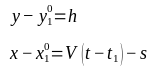 y − y₁⁰ = h
x − x₁⁰ = V (t − t₁) − s